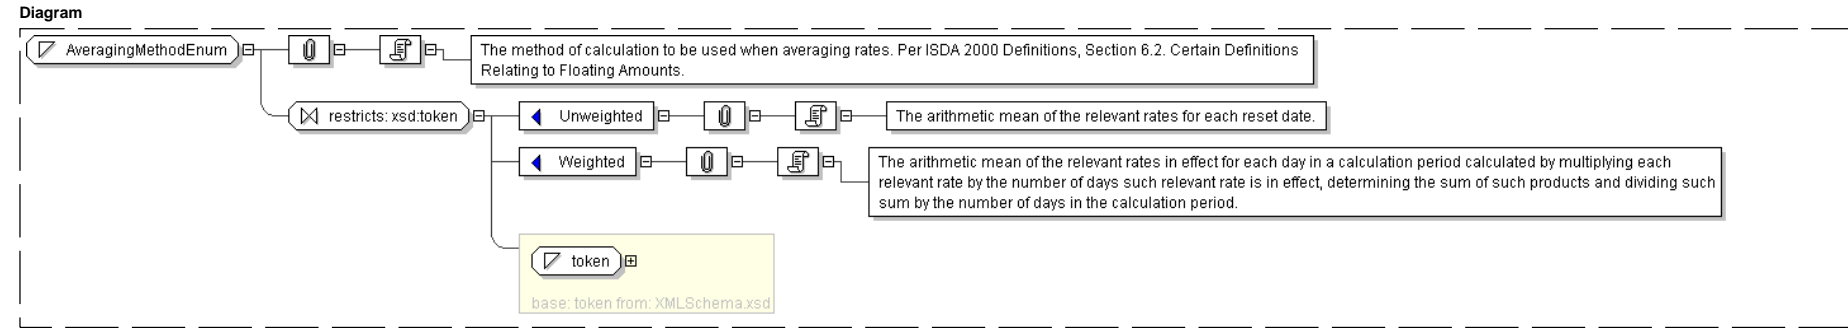 Diagram
AveragingMethodEnum
The method of calculation to be used when averaging rates. Per ISDA 2000 Definitions, Section 6.2. Certain Definitions
Relating to Floating Amounts.
restricts: xsd:token
Unweighted
The arithmetic mean of the relevant rates for each reset date.
Weighted
The arithmetic mean of the relevant rates in effect for each day in a calculation period calculated by multiplying each
relevant rate by the number of days such relevant rate is in effect, determining the sum of such products and dividing such
sum by the number of days in the calculation period.
token
base: token from: XMLSchema.xsd